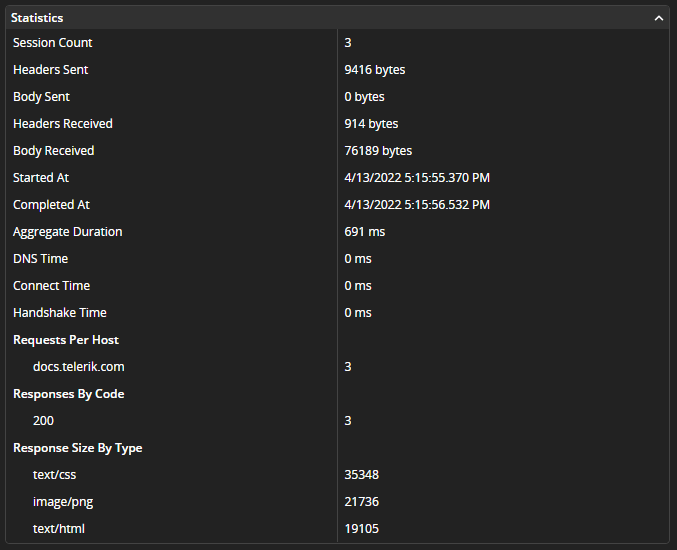 Statistics
Session Count 3
Headers Sent 9416 bytes
Body Sent 0 bytes
Headers Received 914 bytes
Body Received 76189 bytes
Started At 4/13/2022 5:15:55.370 PM
Completed At 4/13/2022 5:15:56.532 PM
Aggregate Duration 691 ms
DNS Time 0 ms
Connect Time 0 ms
Handshake Time 0 ms
Requests Per Host
docs.telerik.com 3
Responses By Code
200 3
Response Size By Type
text/css 35348
image/png 21736
text/html 19105